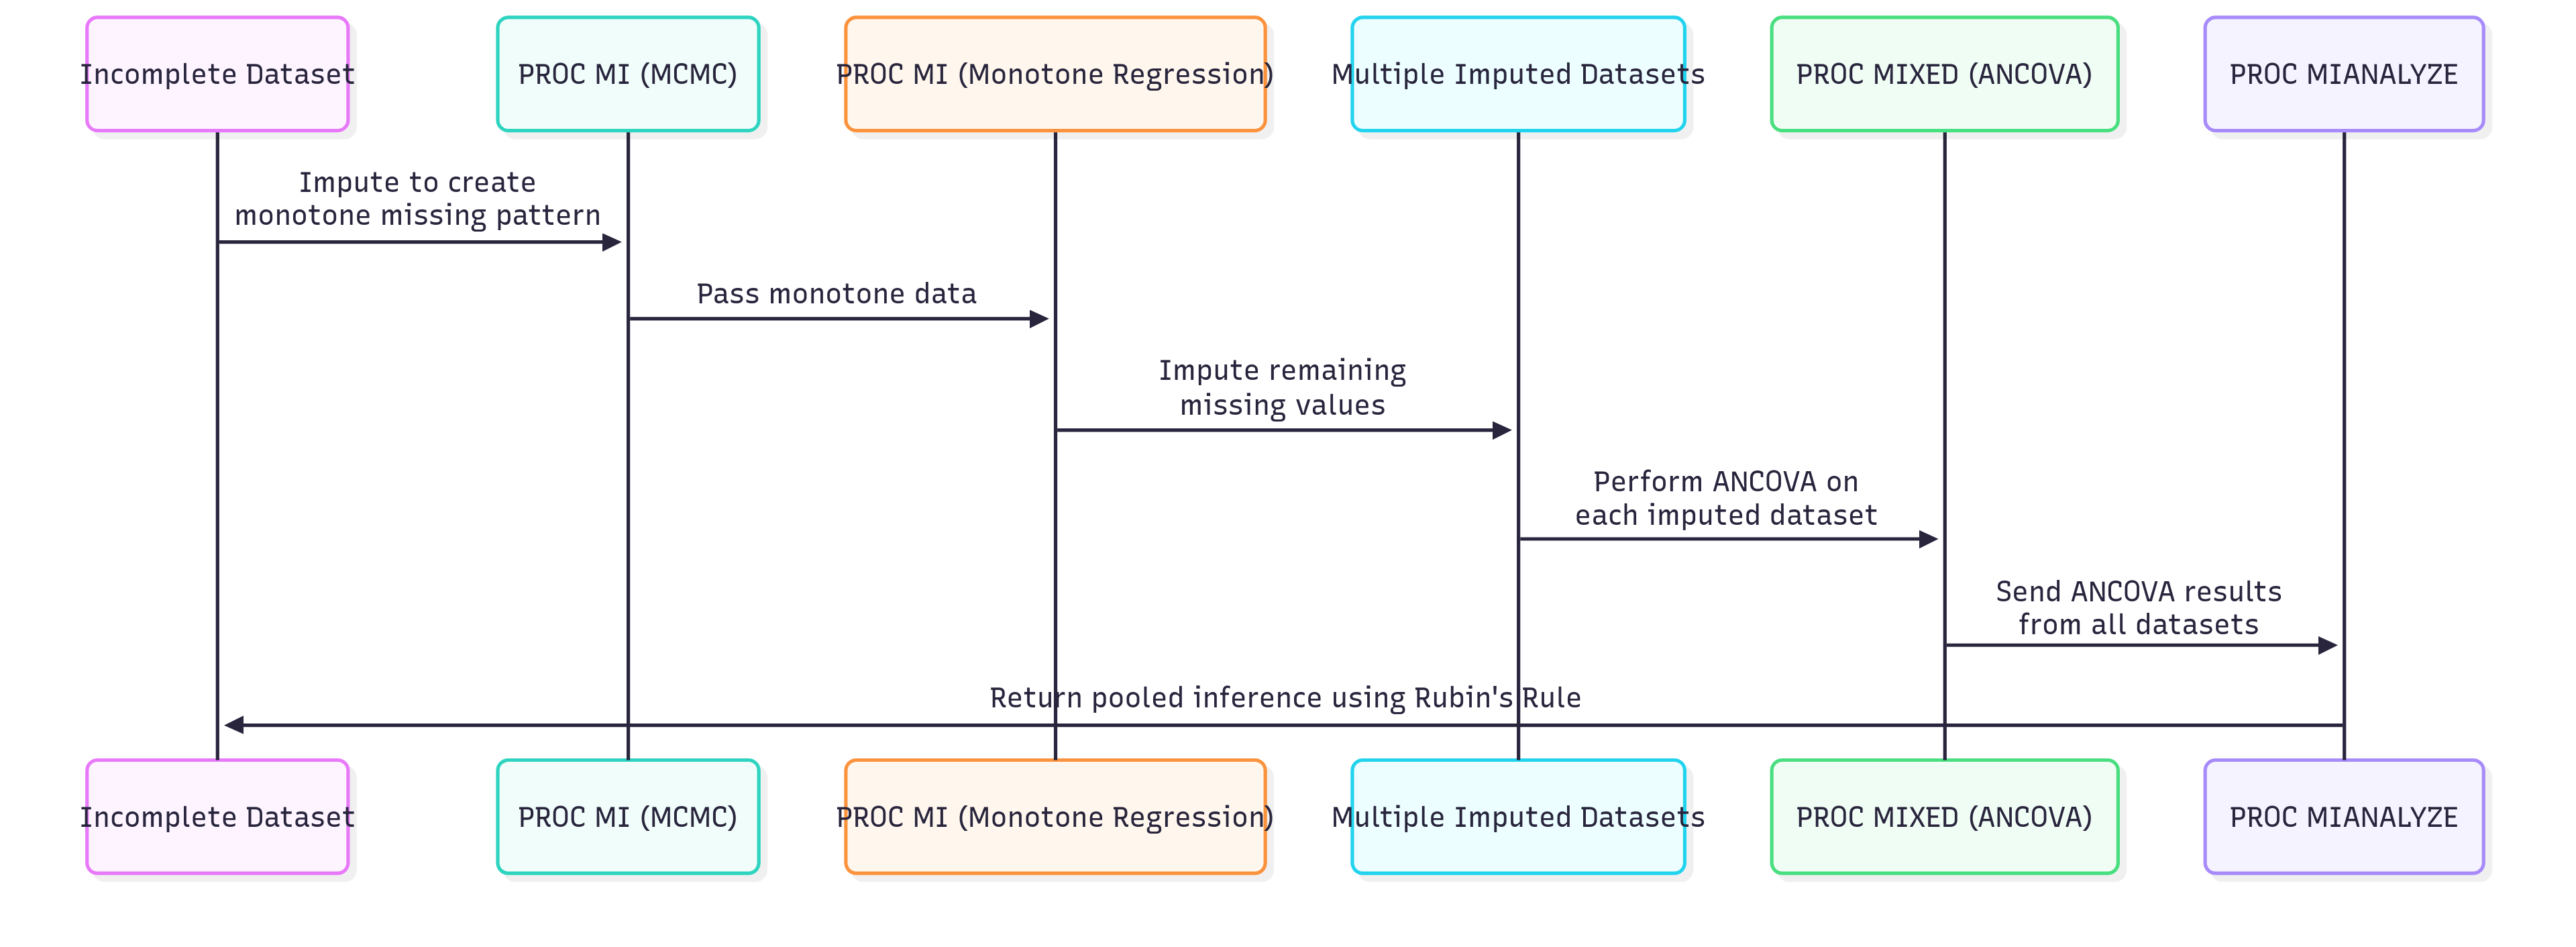 Incomplete Dataset
PROC MI (MCMC)
PROC MI (Monotone Regression)
Multiple Imputed Datasets
PROC MIXED (ANCOVA)
PROC MIANALYZE
Impute to create
monotone missing pattern
Pass monotone data
Impute remaining
missing values
Perform ANCOVA on
each imputed dataset
Send ANCOVA results
from all datasets
Return pooled inference using Rubin's Rule
Incomplete Dataset
PROC MI (MCMC)
PROC MI (Monotone Regression)
Multiple Imputed Datasets
PROC MIXED (ANCOVA)
PROC MIANALYZE